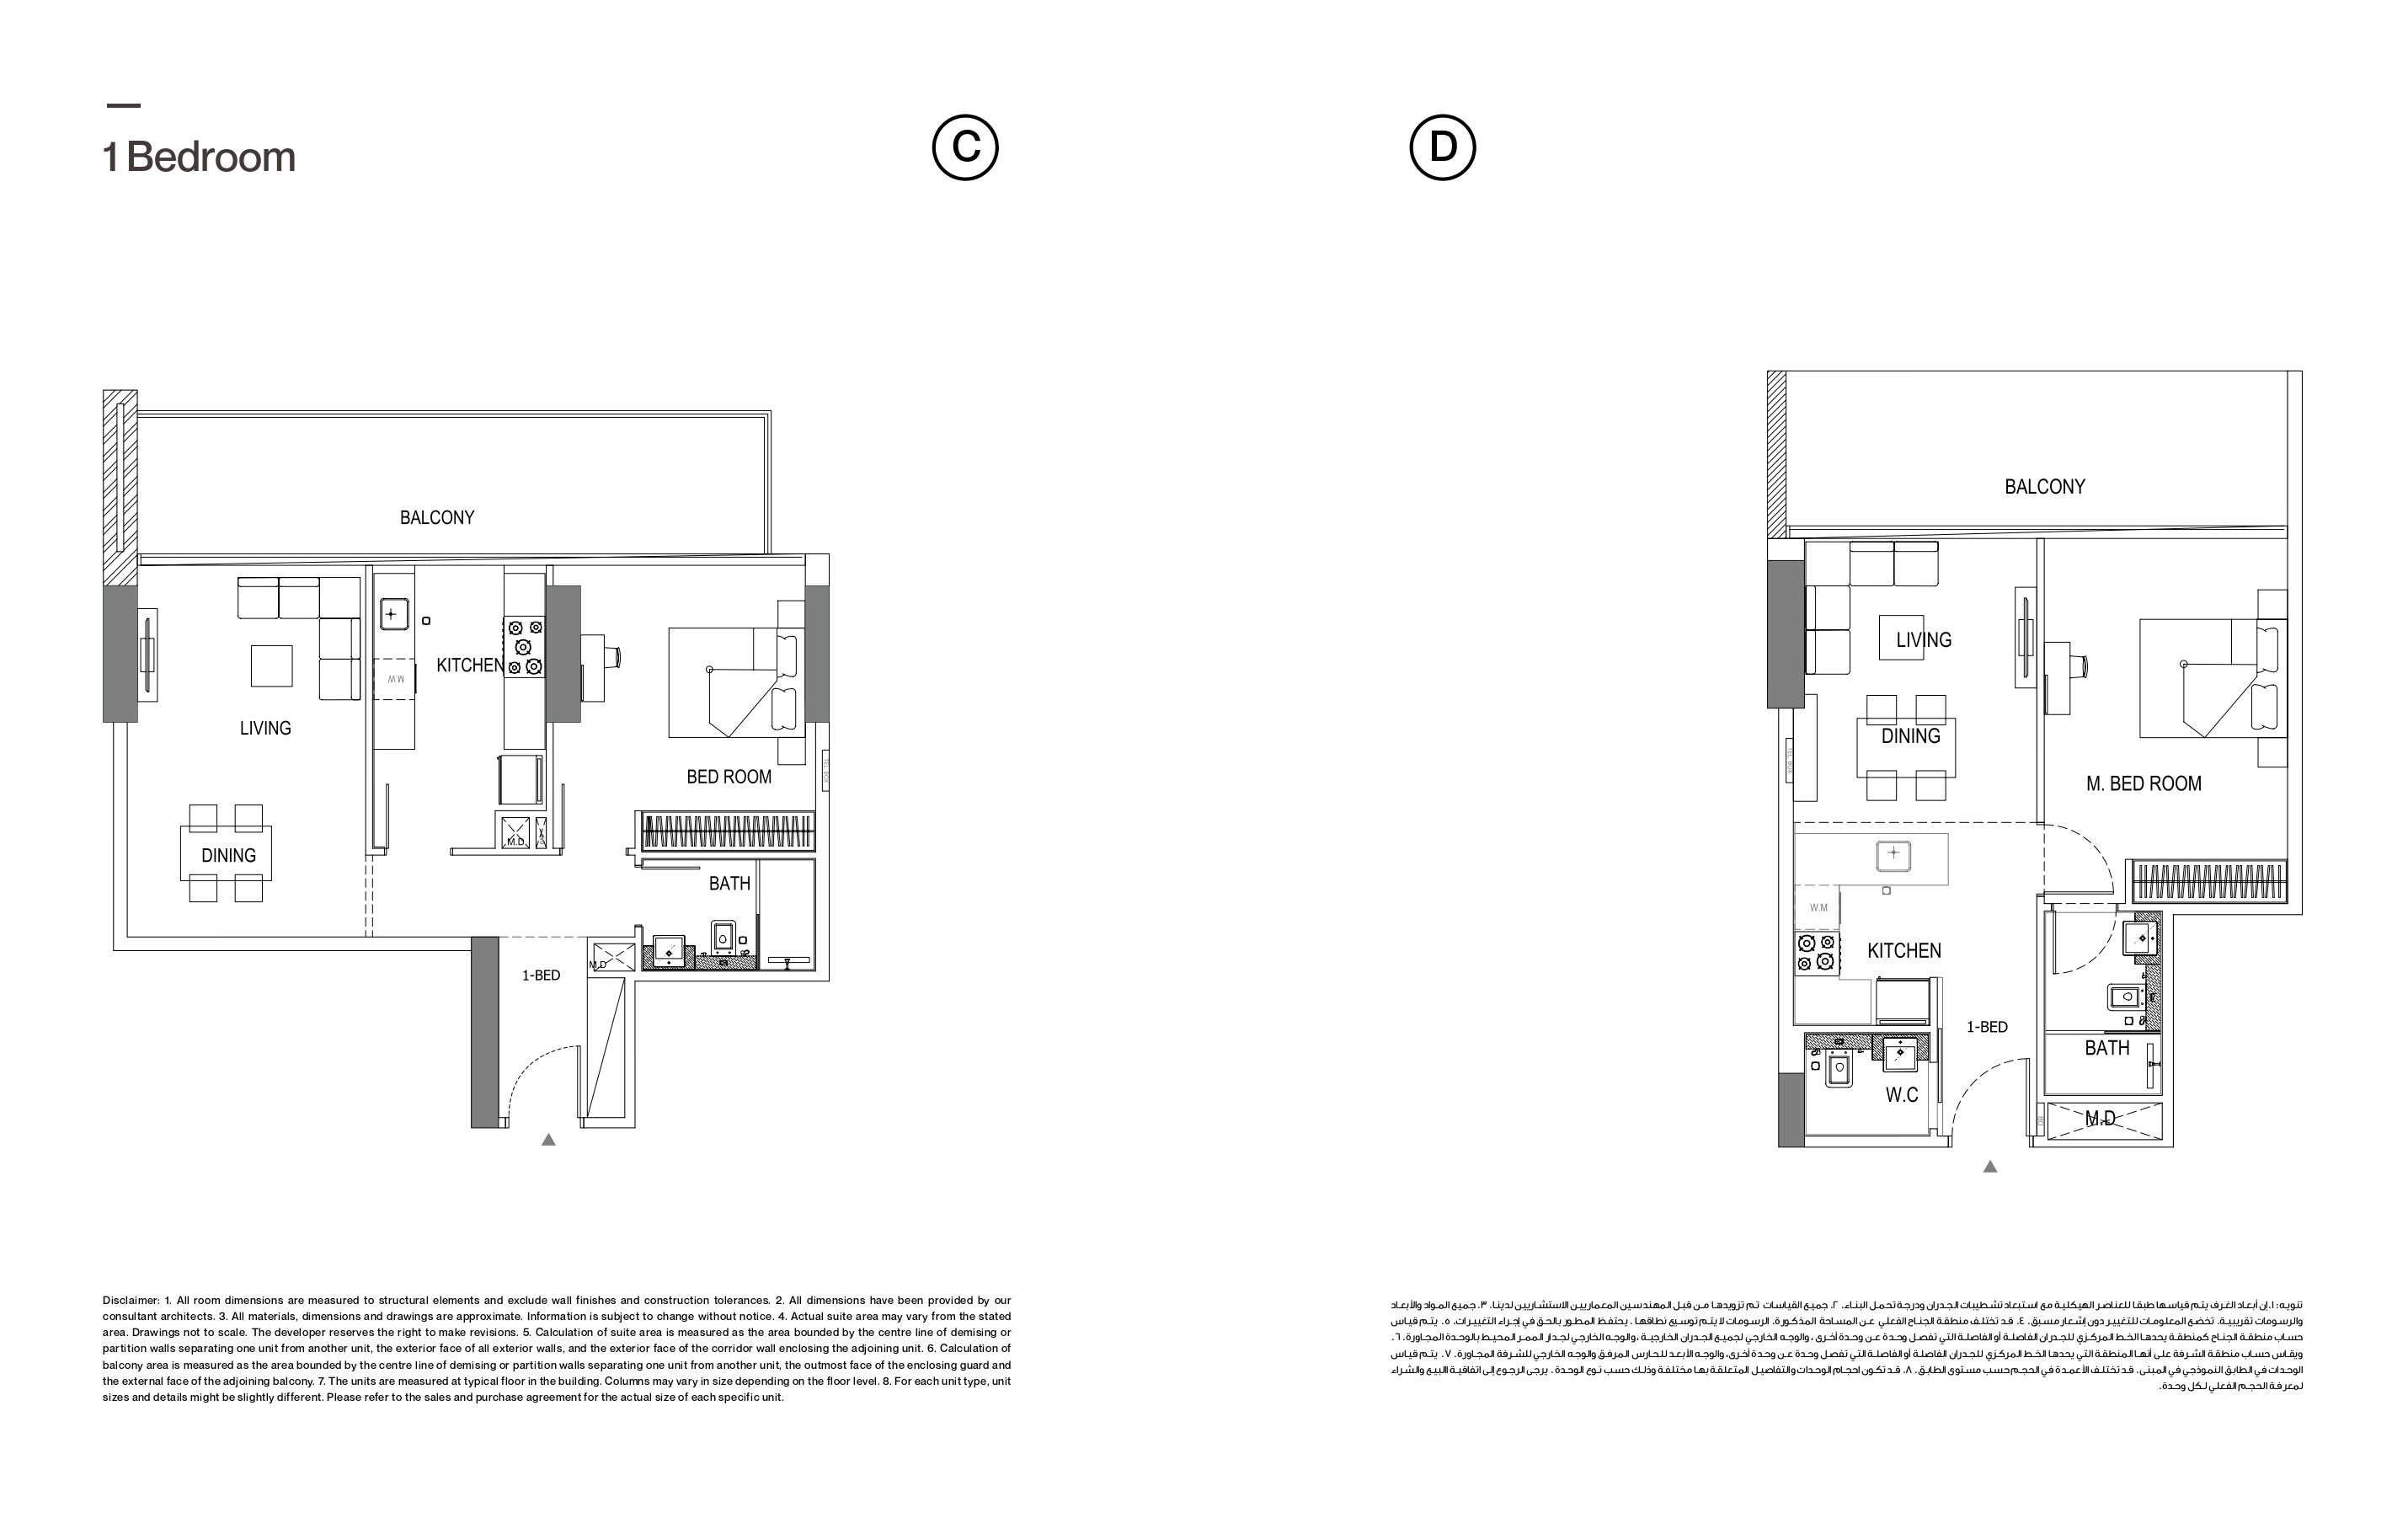 1 Bedroom
C
D
BALCONY
KITCHEN
M.W
LIVING
BED ROOM
TEL BOX
M.D
DINING
BATH
M.D
1-BED
BALCONY
LIVING
DINING
TEL BOX
M. BED ROOM
W.M
KITCHEN
1-BED
BATH
W.C
M.D
Disclaimer: 1. All room dimensions are measured to structural elements and exclude wall finishes and construction tolerances. 2. All dimensions have been provided by our
consultant architects. 3. All materials, dimensions and drawings are approximate. Information is subject to change without notice. 4. Actual suite area may vary from the stated
area. Drawings not to scale. The developer reserves the right to make revisions. 5. Calculation of suite area is measured as the area bounded by the centre line of demising or
partition walls separating one unit from another unit, the exterior face of all exterior walls, and the exterior face of the corridor wall enclosing the adjoining unit. 6. Calculation of
balcony area is measured as the area bounded by the centre line of demising or partition walls separating one unit from another unit, the outmost face of the enclosing guard and
the external face of the adjoining balcony. 7. The units are measured at typical floor in the building. Columns may vary in size depending on the floor level. 8. For each unit type, unit
sizes and details might be slightly different. Please refer to the sales and purchase agreement for the actual size of each specific unit.
تنويه: ١.إن أبعاد الغرف يتم قياسها طبقا للعناصر الهيكلية مع استبعاد تشطيبات الجدران ودرجة تحمل البناء. ٢. جميع القياسات تم تزويدها من قبل المهندسين المعماريين الاستشاريين لدينا. ٣. جميع المواد والأبعاد
والرسومات تقريبية. تخضع المعلومات للتغيير دون إشعار مسبق. ٤. قد تختلف منطقة الجناح الفعلي عن المساحة المذكورة. الرسومات لا يتم توسيع نطاقها . يحتفظ المطور بالحق في إجراء التغييرات. ٥. يتم قياس
حساب منطقة الجناح كمنطقة يحدها الخط المركزي للجدران الفاصلة أو الفاصلة التي تفصل وحدة عن وحدة أخرى ، والوجه الخارجي لجميع الجدران الخارجية ، والوجه الخارجي لجدار الممر المحيط بالوحدة المجاورة. ٦.
ويقاس حساب منطقة الشرفة على أنها المنطقة التي يحدها الخط المركزي للجدران الفاصلة أو الفاصلة التي تفصل وحدة عن وحدة أخرى، والوجه الأبعد للحارس المرفق والوجه الخارجي للشرفة المجاورة. ٧. يتم قياس
الوحدات في الطابق النموذجي في المبنى. قد تختلف الأعمدة في الحجم حسب مستوى الطابق. ٨. قد تكون احجام الوحدات والتفاصيل المتعلقة بها مختلفة وذلك حسب نوع الوحدة . يرجى الرجوع إلى اتفاقية البيع والشراء
لمعرفة الحجم الفعلي لكل وحدة.